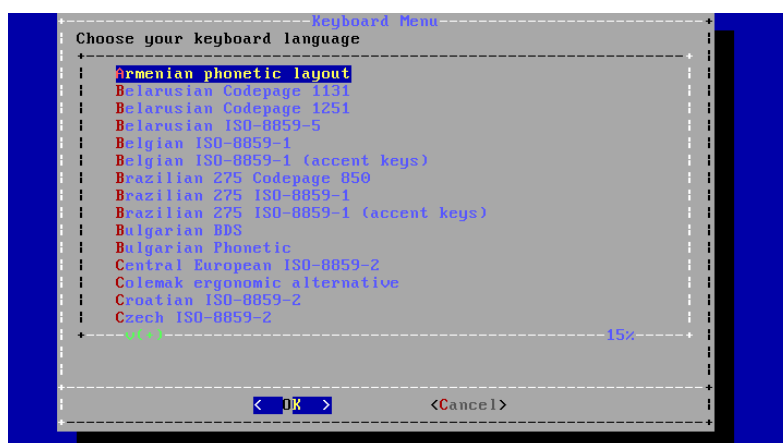 Keyboard Menu
Choose your keyboard language
Armenian phonetic layout
Belarusian Codepage 1131
Belarusian Codepage 1251
Belarusian ISO-8859-5
Belgian ISO-8859-1
Belgian ISO-8859-1 (accent keys)
Brazilian 275 Codepage 850
Brazilian 275 ISO-8859-1
Brazilian 275 ISO-8859-1 (accent keys)
Bulgarian BDS
Bulgarian Phonetic
Central European ISO-8859-2
Colemak ergonomic alternative
Croatian ISO-8859-2
Czech ISO-8859-2
v(+) 15%
< OK > <Cancel>